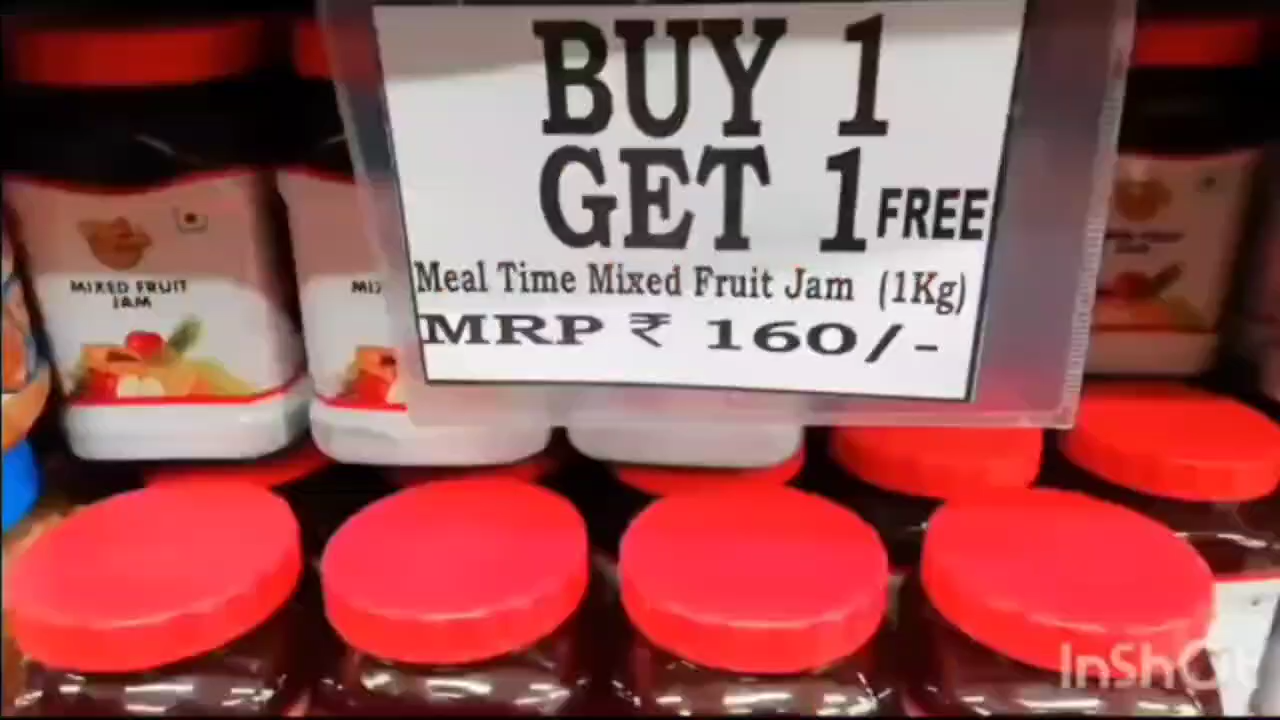 BUY 1
GET 1 FREE
Meal Time Mixed Fruit Jam (1Kg)
MRP ₹ 160/-
MIXED FRUIT
JAM
InShOt